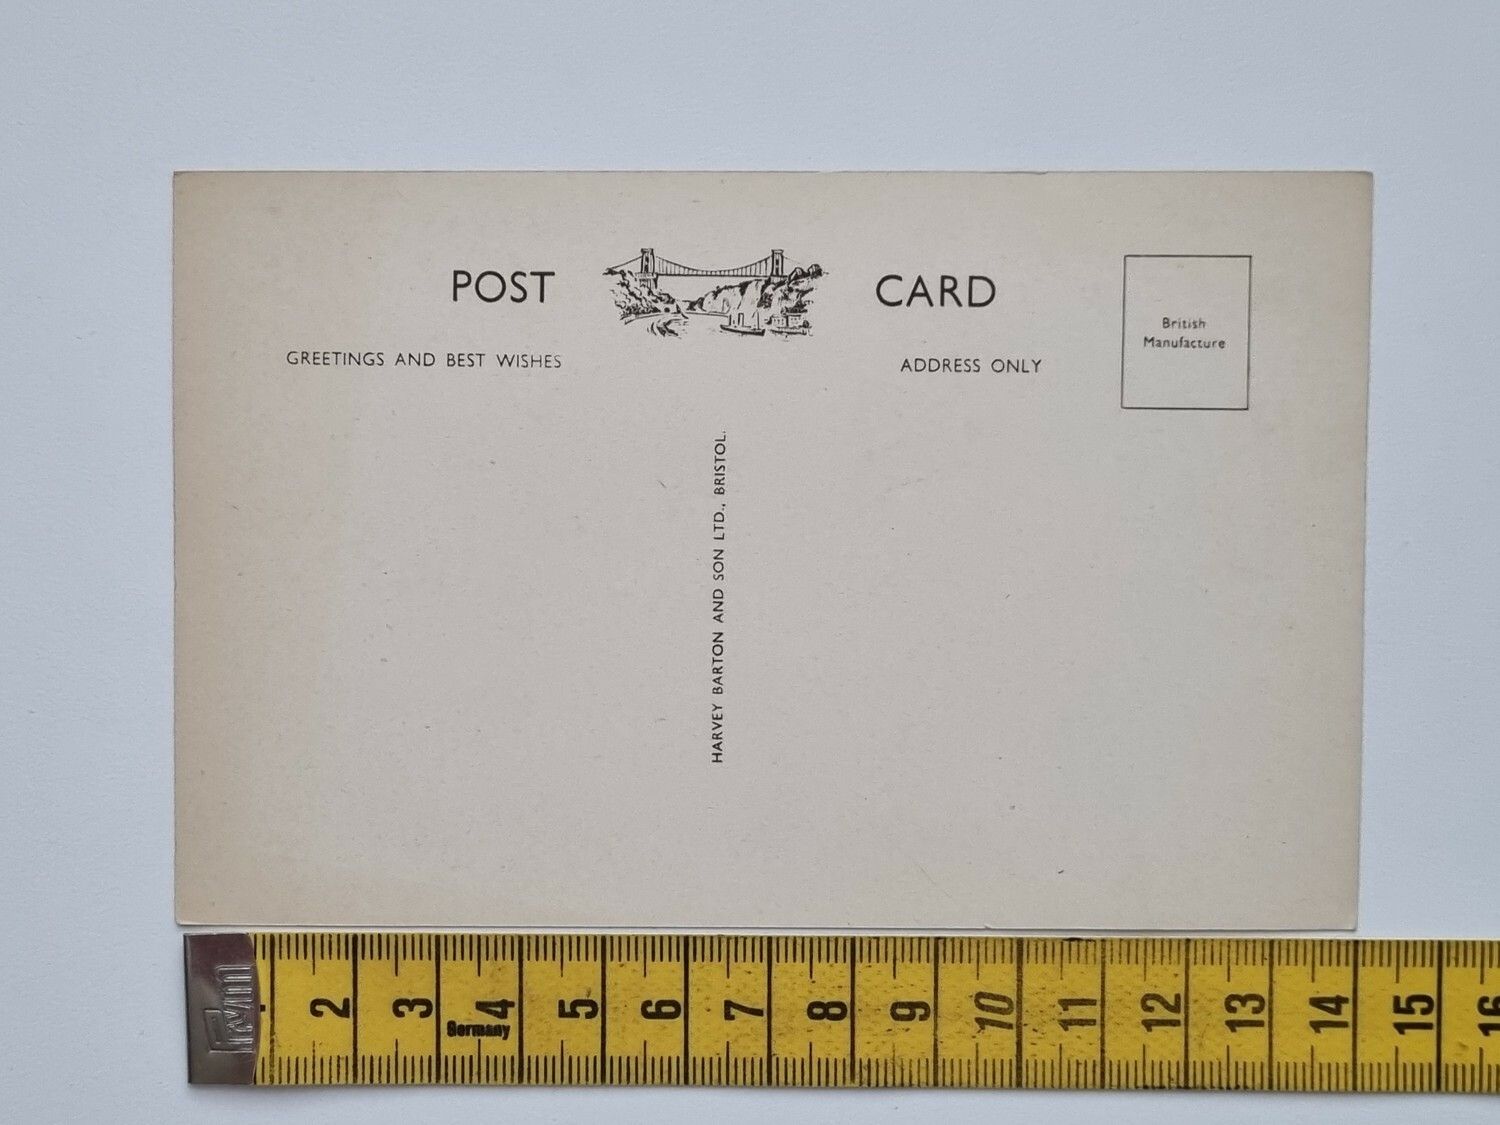 POST CARD
GREETINGS AND BEST WISHES
ADDRESS ONLY
British
Manufacture
HARVEY BARTON AND SON LTD., BRISTOL.
2 3 4 5 6 7 8 9 10 11 12 13 14 15 16
Germany